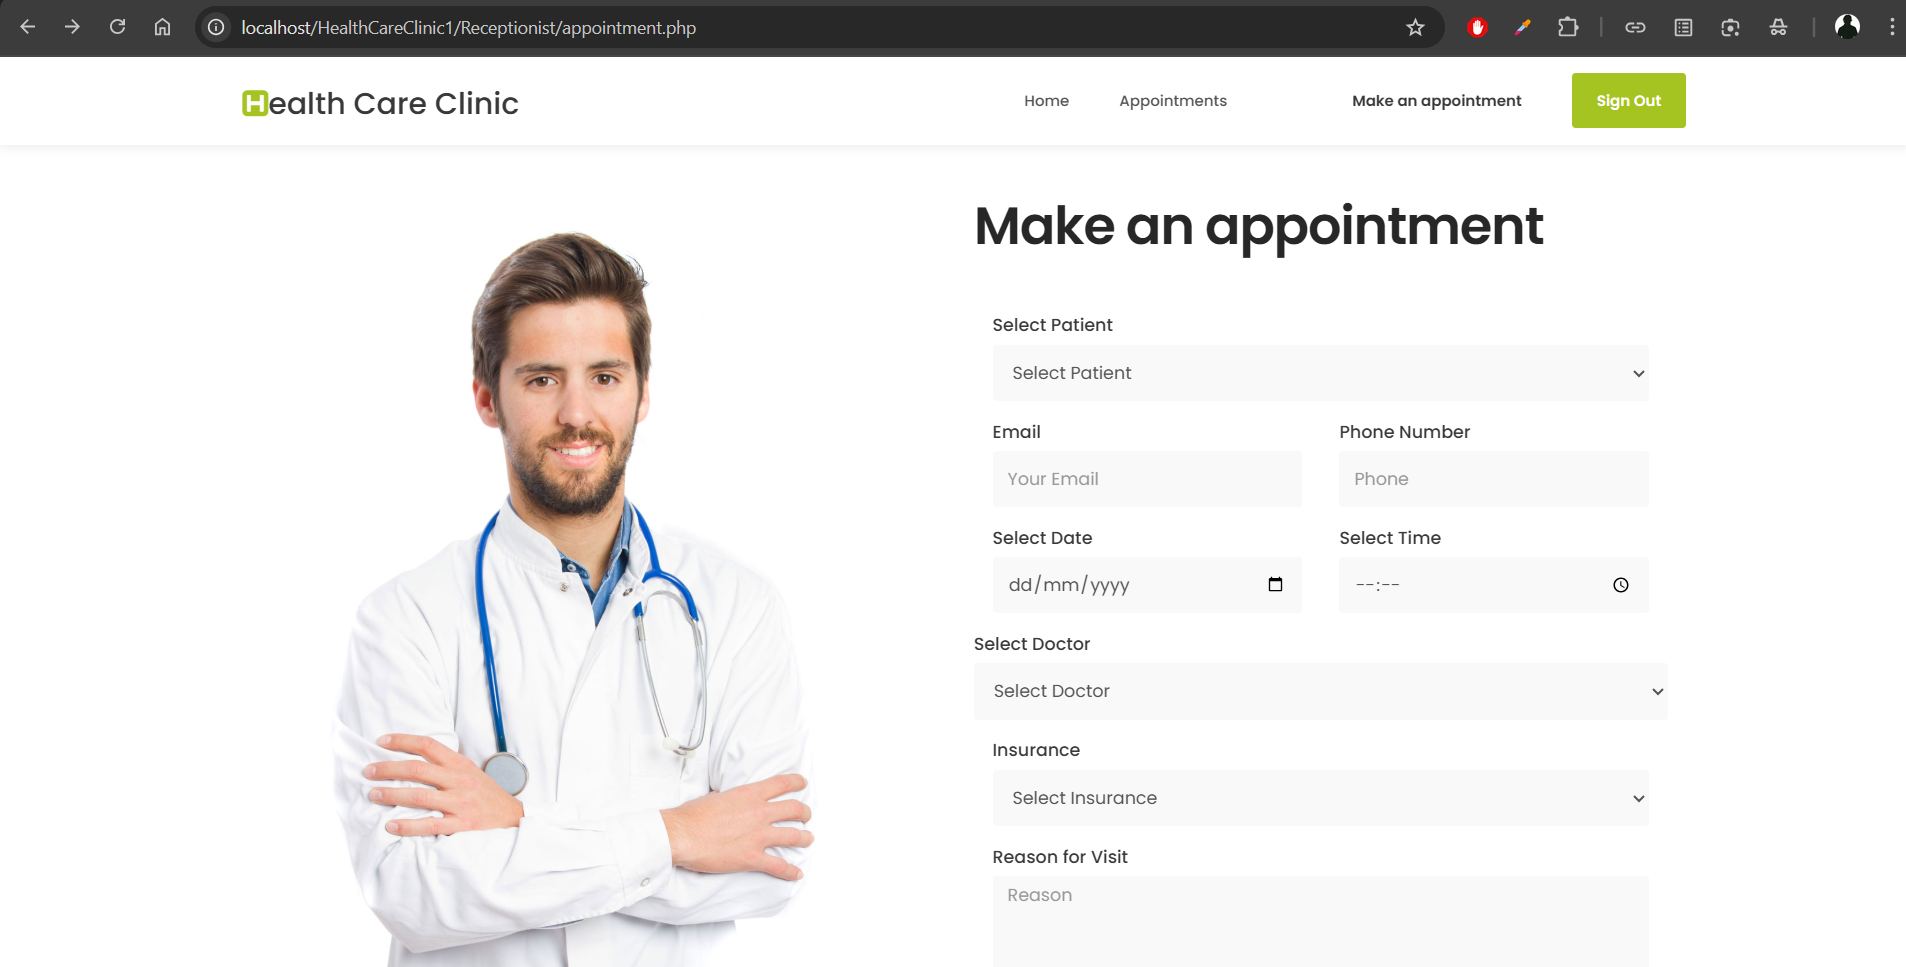 localhost/HealthCareClinic1/Receptionist/appointment.php
Health Care Clinic
Home
Appointments
Make an appointment
Sign Out
Make an appointment
Select Patient
Select Patient
Email
Phone Number
Your Email
Phone
Select Date
Select Time
dd/mm/yyyy
--:--
Select Doctor
Select Doctor
Insurance
Select Insurance
Reason for Visit
Reason